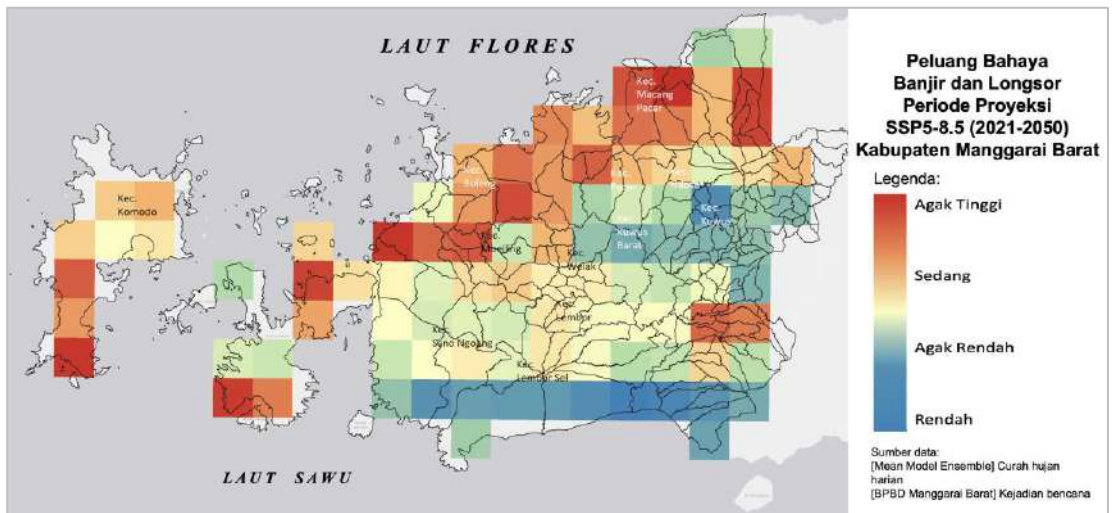 LAUT FLORES
Kec.
Macang
Pacar
Kec.
Boleng
Kec.
Komodo
Kec.
Kec.
Kuwus
Kec.
Kuwus
Barat
Kec.
Mbeliling
Kec.
Welak
Kec.
Lembor
Kec.
Sano Nggoang
Kec.
Lembor Sel
LAUT SAWU
Peluang Bahaya
Banjir dan Longsor
Periode Proyeksi
SSP5-8.5 (2021-2050)
Kabupaten Manggarai Barat
Legenda:
Agak Tinggi
Sedang
Agak Rendah
Rendah
Sumber data:
[Mean Model Ensemble] Curah hujan
harian
[BPBD Manggarai Barat] Kejadian bencana